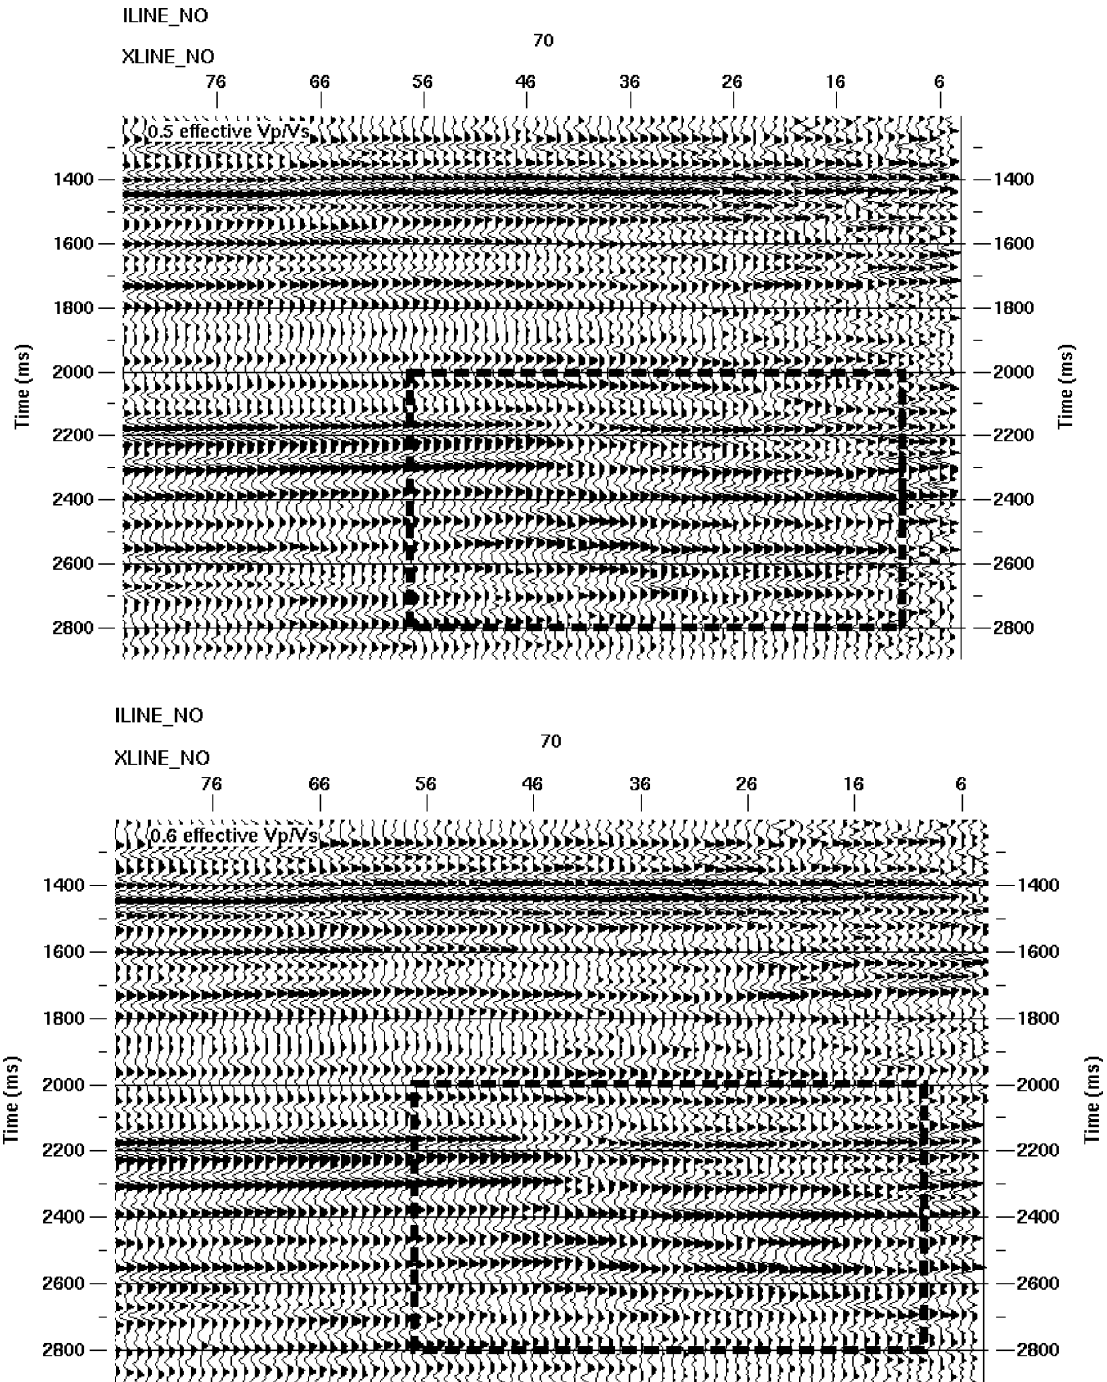 ILINE_NO
70
XLINE_NO
76 66 56 46 36 26 16 6
0.5 effective Vp/Vs
1400 1400
1600 1600
1800 1800
2000 2000
Time (ms) Time (ms)
2200 2200
2400 2400
2600 2600
2800 2800
ILINE_NO
70
XLINE_NO
76 66 56 46 36 26 16 6
0.6 effective Vp/Vs
1400 1400
1600 1600
1800 1800
2000 2000
Time (ms) Time (ms)
2200 2200
2400 2400
2600 2600
2800 2800